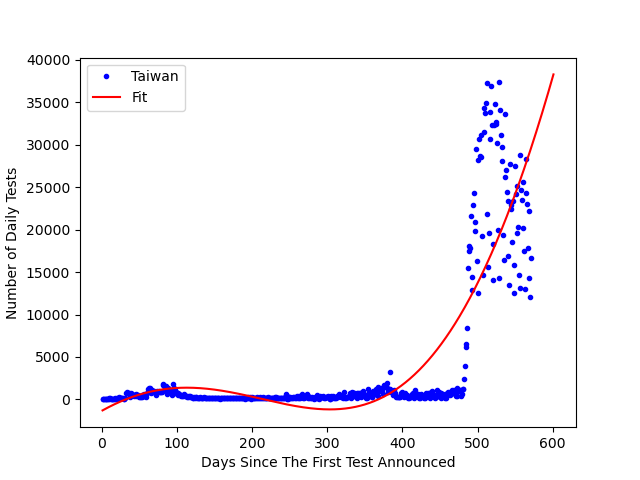 Taiwan
Fit
40000
35000
30000
25000
20000
15000
10000
5000
0
Number of Daily Tests
0 100 200 300 400 500 600
Days Since The First Test Announced